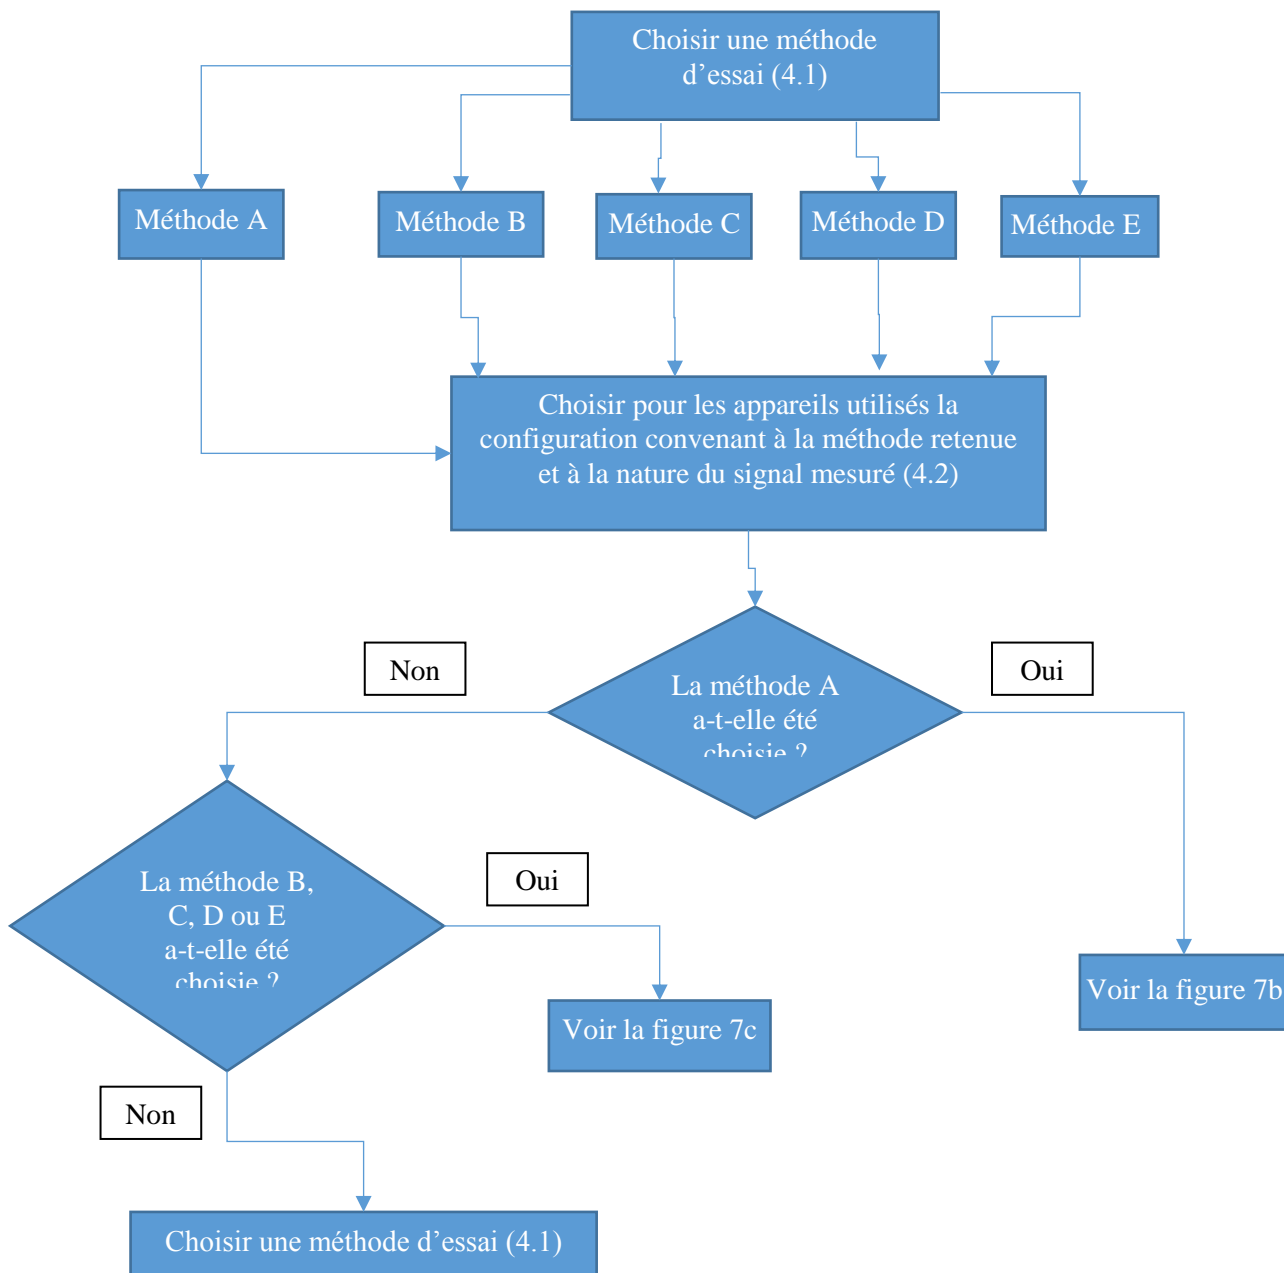 Choisir une méthode
d’essai (4.1)
Méthode A
Méthode B
Méthode C
Méthode D
Méthode E
Choisir pour les appareils utilisés la
configuration convenant à la méthode retenue
et à la nature du signal mesuré (4.2)
Non
Oui
La méthode A
a-t-elle été
choisie ?
La méthode B,
C, D ou E
a-t-elle été
choisie ?
Oui
Voir la figure 7b
Voir la figure 7c
Non
Choisir une méthode d’essai (4.1)